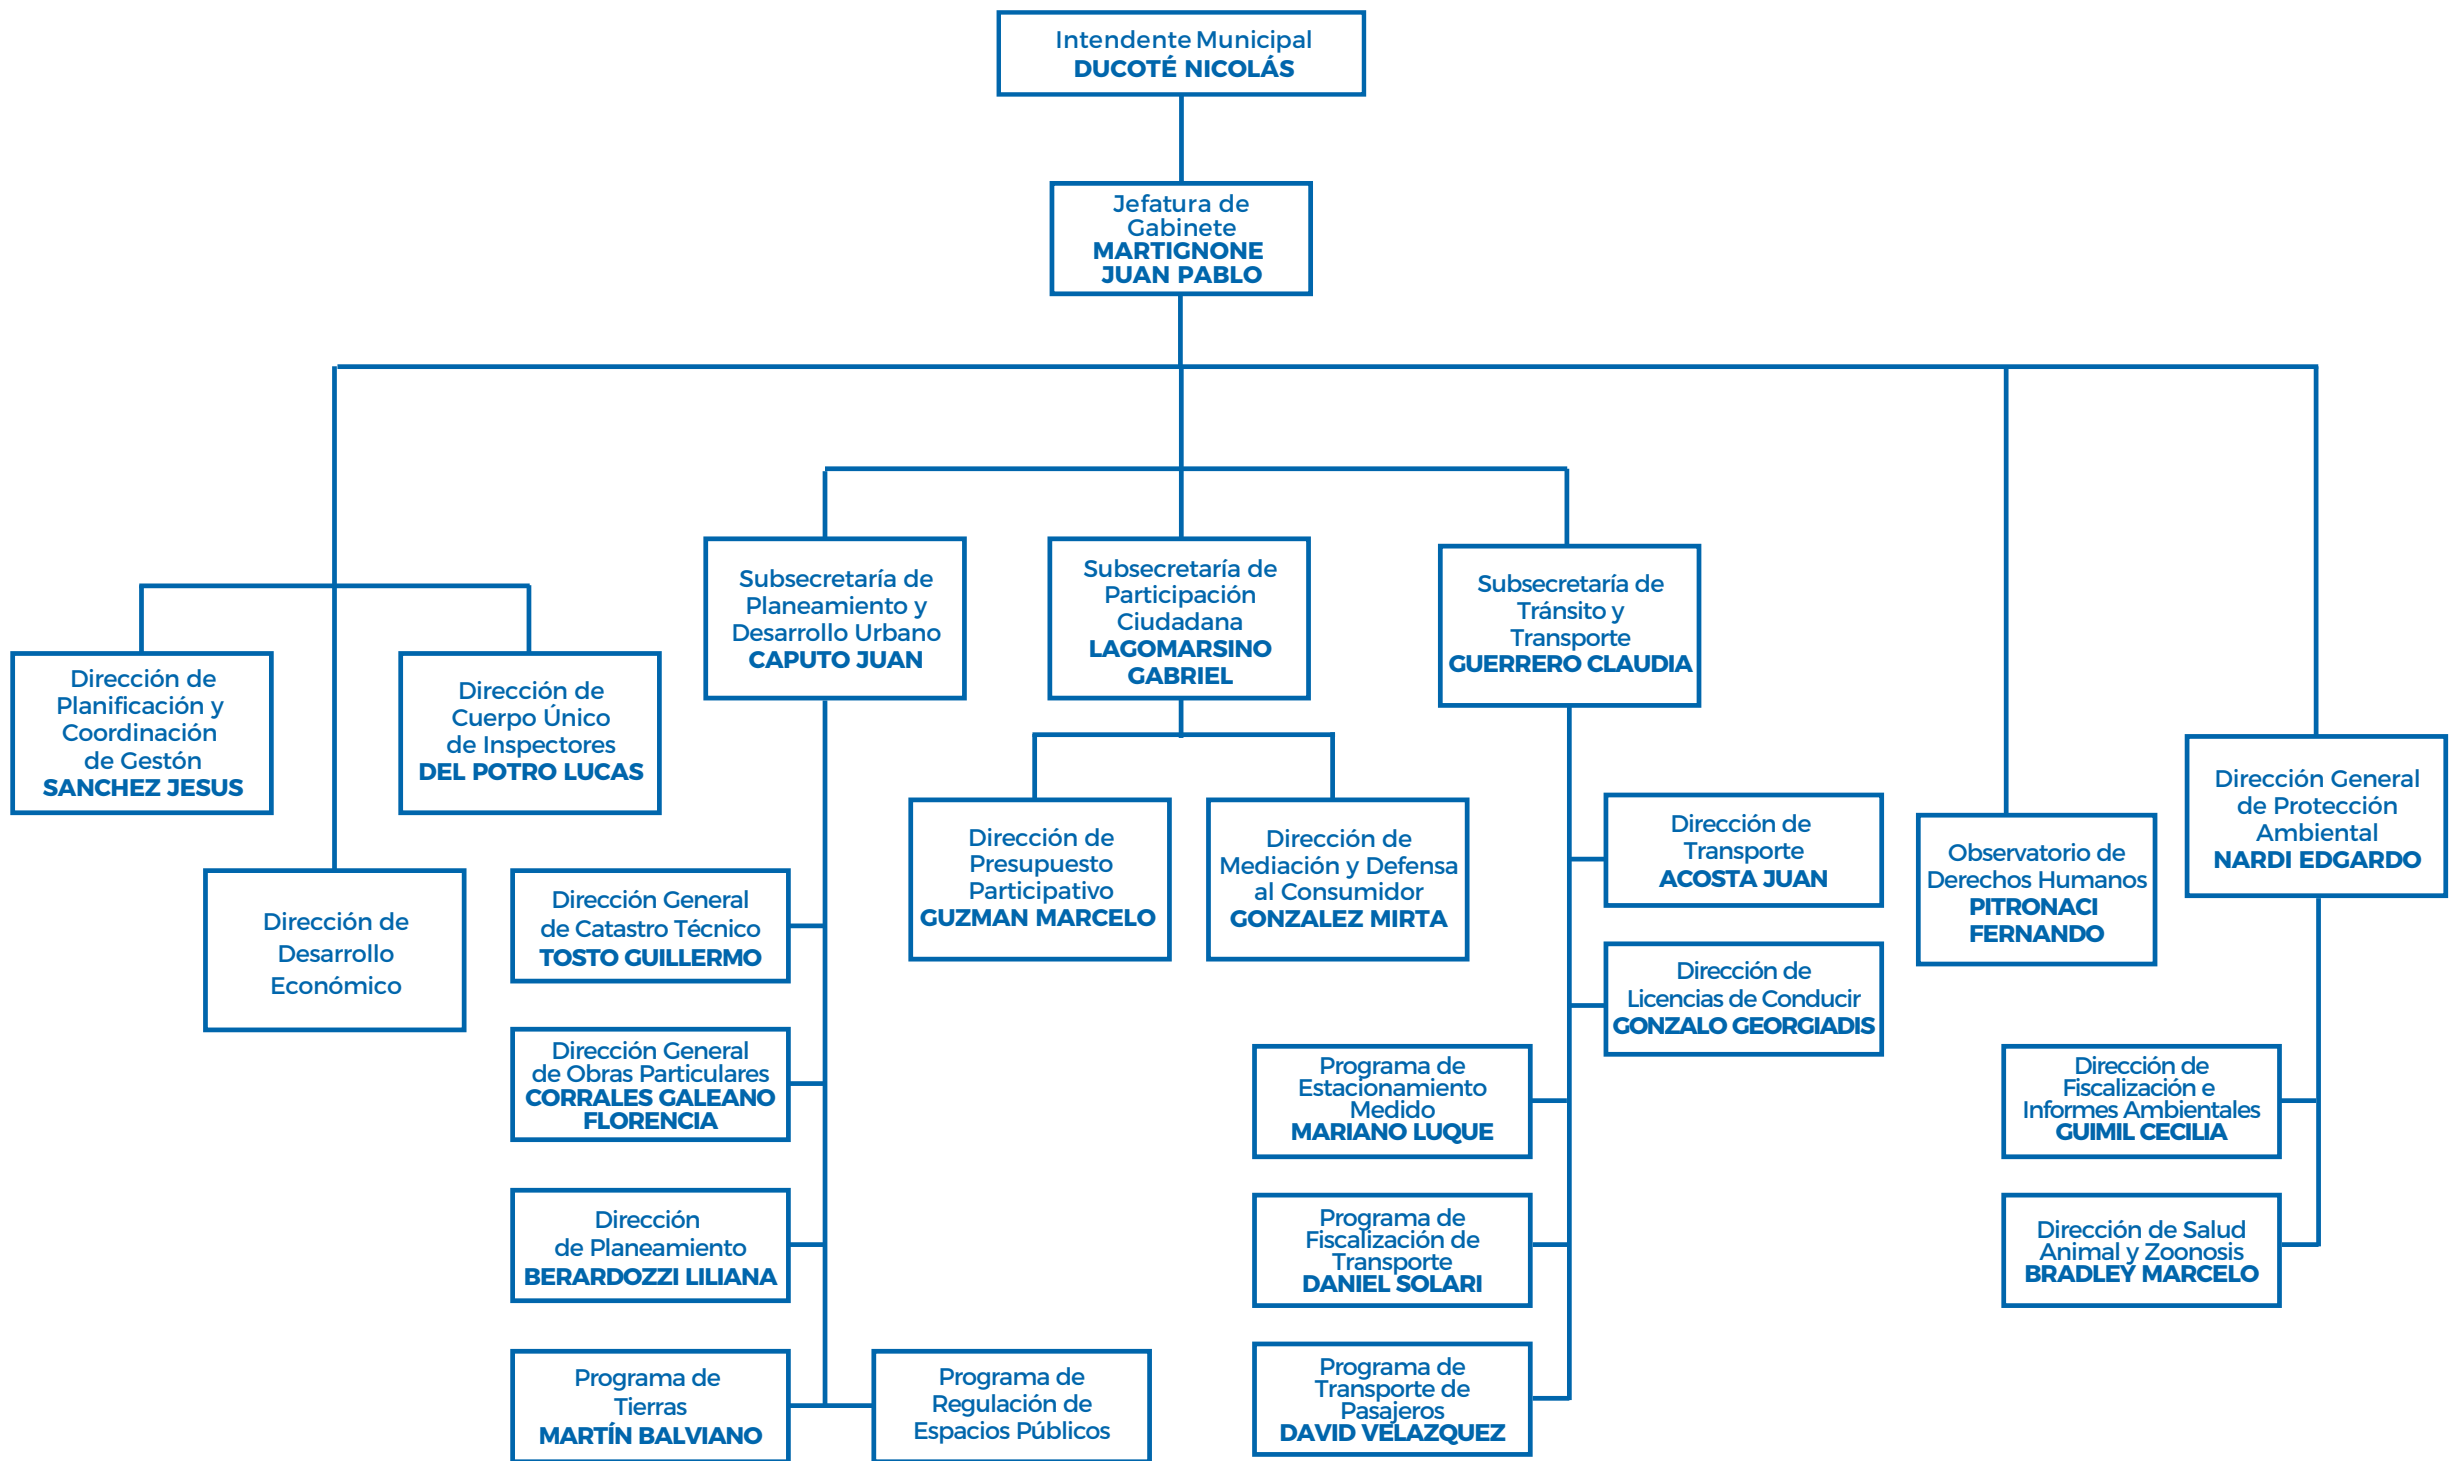 Intendente Municipal
DUCOTÉ NICOLÁS
Jefatura de
Gabinete
MARTIGNONE
JUAN PABLO
Dirección de
Planificación y
Coordinación
de Gestón
SANCHEZ JESUS
Dirección de
Cuerpo Único
de Inspectores
DEL POTRO LUCAS
Dirección de
Desarrollo
Económico
Subsecretaría de
Planeamiento y
Desarrollo Urbano
CAPUTO JUAN
Dirección General
de Catastro Técnico
TOSTO GUILLERMO
Dirección General
de Obras Particulares
CORRALES GALEANO
FLORENCIA
Dirección
de Planeamiento
BERARDOZZI LILIANA
Programa de
Tierras
MARTÍN BALVIANO
Programa de
Regulación de
Espacios Públicos
Subsecretaría de
Participación
Ciudadana
LAGOMARSINO
GABRIEL
Dirección de
Presupuesto
Participativo
GUZMAN MARCELO
Dirección de
Mediación y Defensa
al Consumidor
GONZALEZ MIRTA
Subsecretaría de
Tránsito y
Transporte
GUERRERO CLAUDIA
Dirección de
Transporte
ACOSTA JUAN
Dirección de
Licencias de Conducir
GONZALO GEORGIADIS
Programa de
Estacionamiento
Medido
MARIANO LUQUE
Programa de
Fiscalización de
Transporte
DANIEL SOLARI
Programa de
Transporte de
Pasajeros
DAVID VELAZQUEZ
Observatorio de
Derechos Humanos
PITRONACI
FERNANDO
Dirección General
de Protección
Ambiental
NARDI EDGARDO
Dirección de
Fiscalización e
Informes Ambientales
GUIMIL CECILIA
Dirección de Salud
Animal y Zoonosis
BRADLEY MARCELO